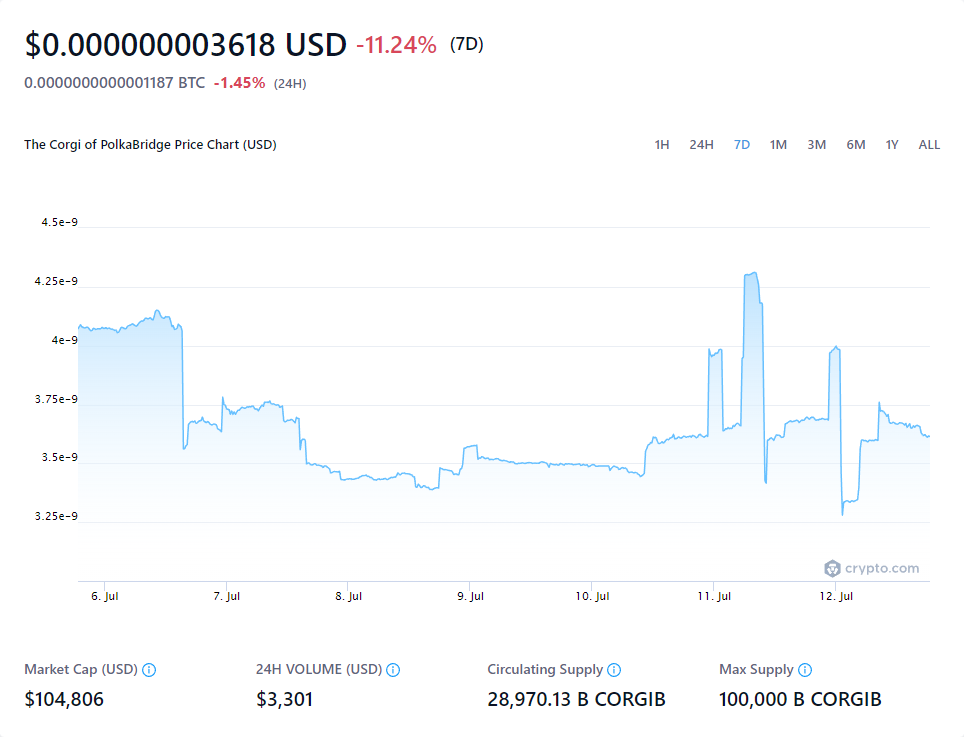 $0.000000003618 USD -11.24% (7D)
0.0000000000001187 BTC -1.45% (24H)
The Corgi of PolkaBridge Price Chart (USD) 1H 24H 7D 1M 3M 6M 1Y ALL
4.5e-9
4.25e-9
4e-9
3.75e-9
3.5e-9
3.25e-9
crypto.com
6. Jul 7. Jul 8. Jul 9. Jul 10. Jul 11. Jul 12. Jul
Market Cap (USD) 24H VOLUME (USD) Circulating Supply Max Supply
$104,806 $3,301 28,970.13 B CORGIB 100,000 B CORGIB